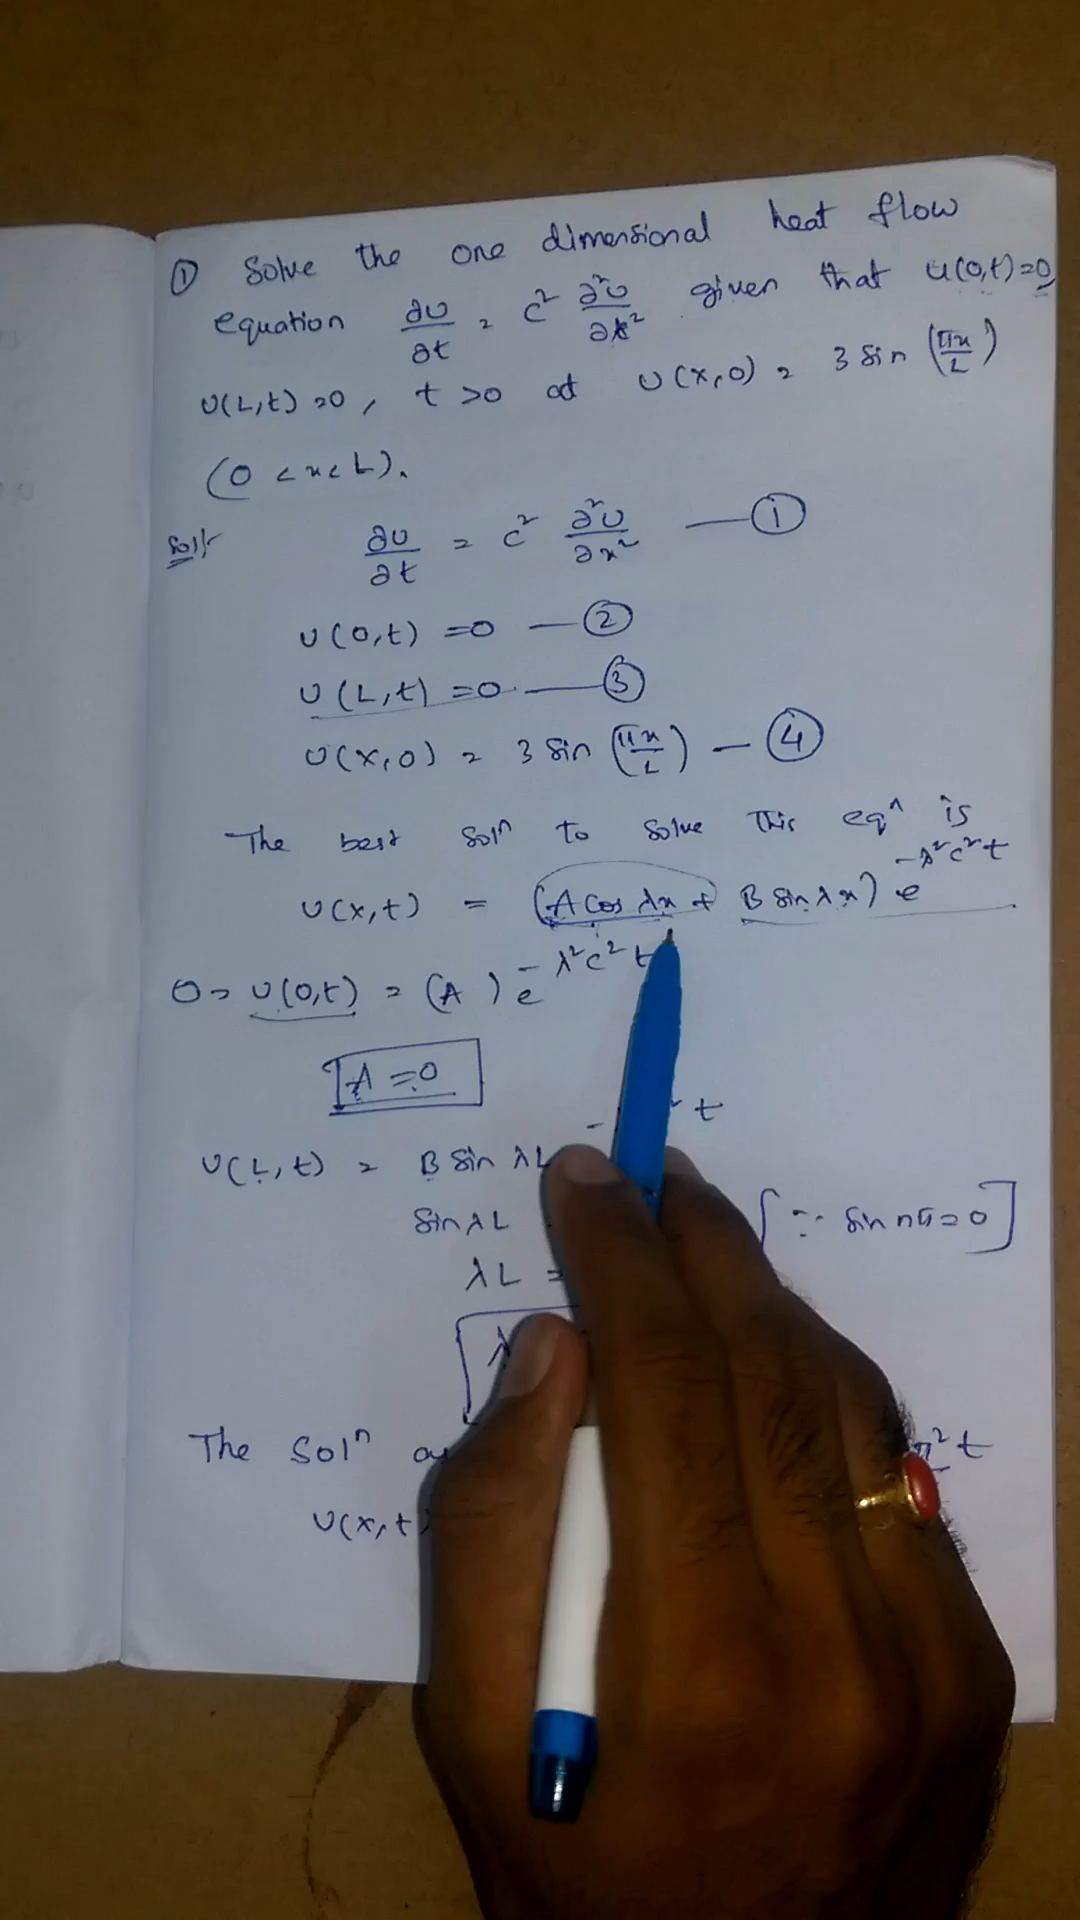 ① Solve the one dimensional heat flow
equation ∂U/∂t = c² ∂²U/∂x² given that u(0,t)=0
U(L,t)=0, t>0 at U(x,0) = 3 sin (πx/L)
(0<x<L).
Sol:-
∂U/∂t = c² ∂²U/∂x² — ①
U(0,t) =0 — ②
U(L,t) =0 — ③
U(x,0) = 3 sin (πx/L) — ④
The best solⁿ to solve this eqⁿ is
U(x,t) = (A cos λx + B sin λx) e^-λ²c²t
0 = U(0,t) = (A) e^-λ²c²t
A=0
U(L,t) = B sin λL t
sin λL [∵ sin nπ=0]
λL =
λ
The Solⁿ π²t
U(x,t)